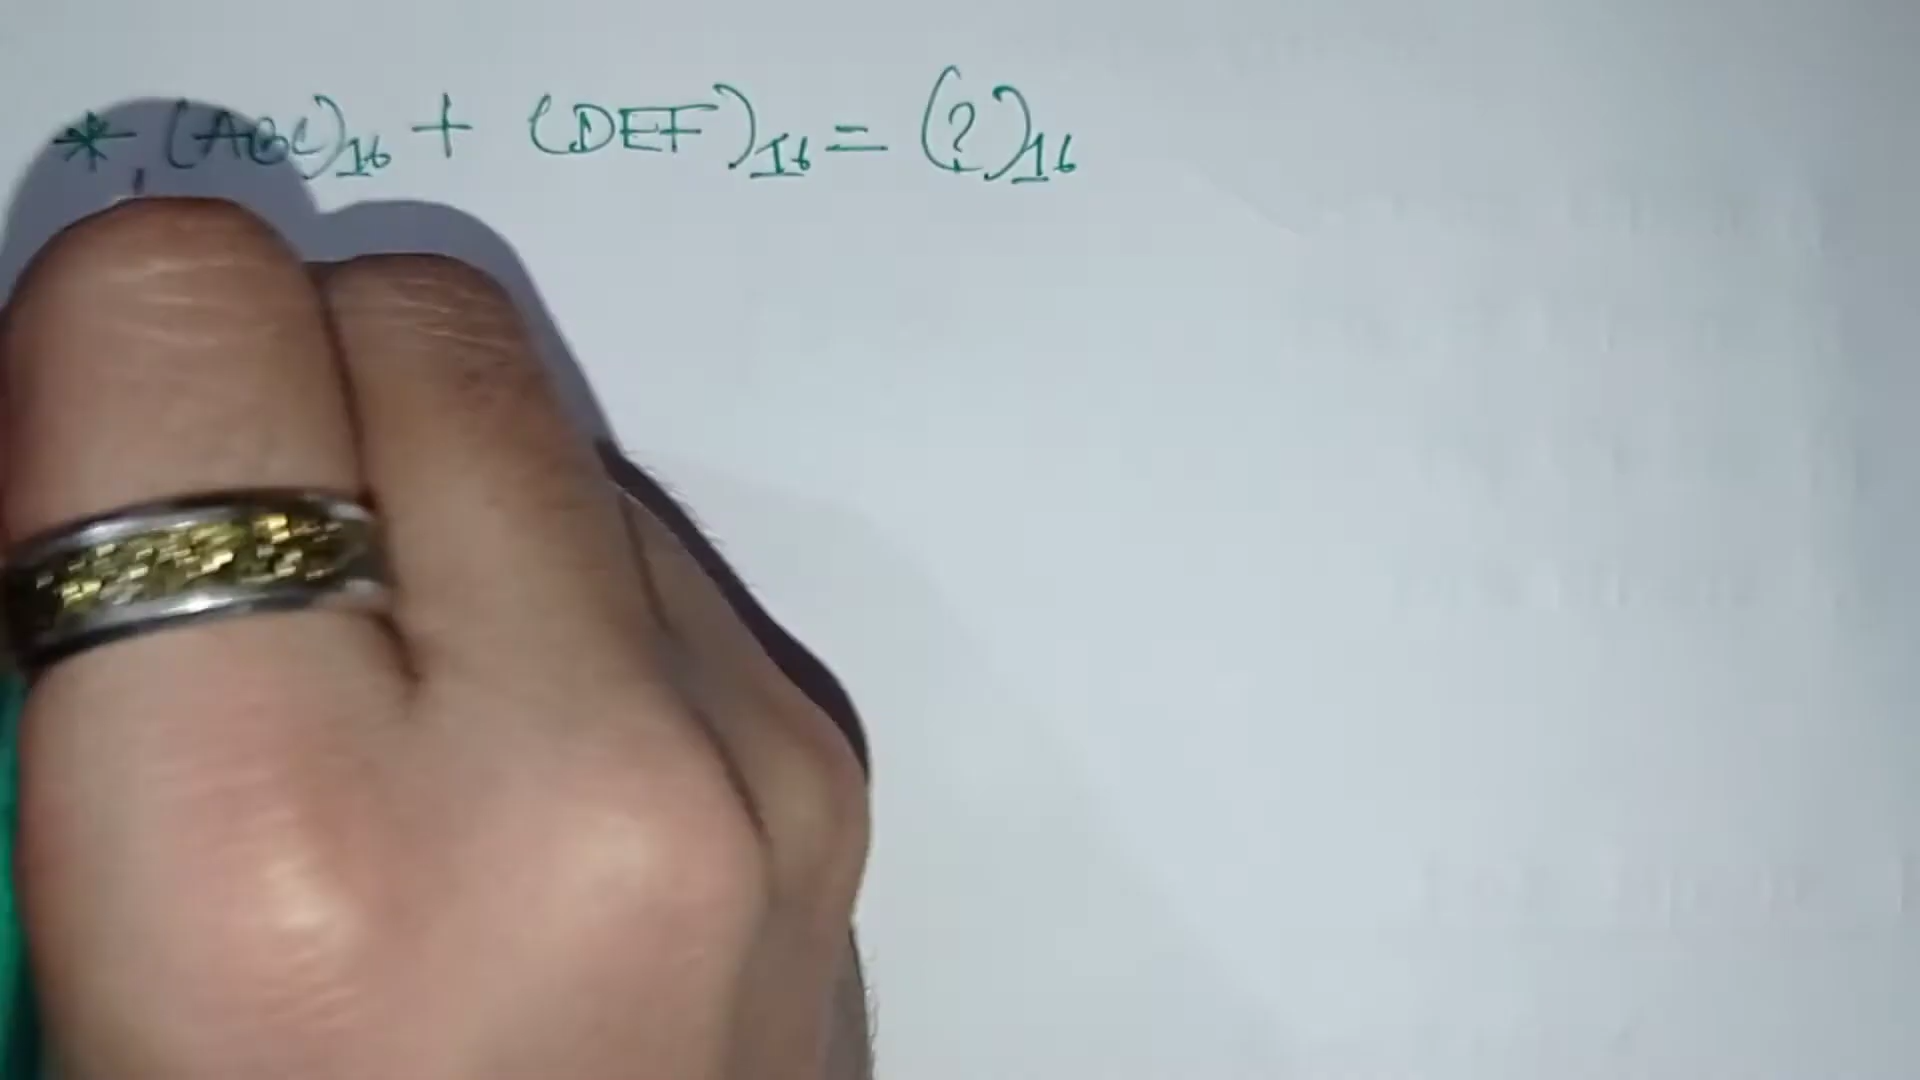 * (ABC)₁₆ + (DEF)₁₆ = (?)₁₆